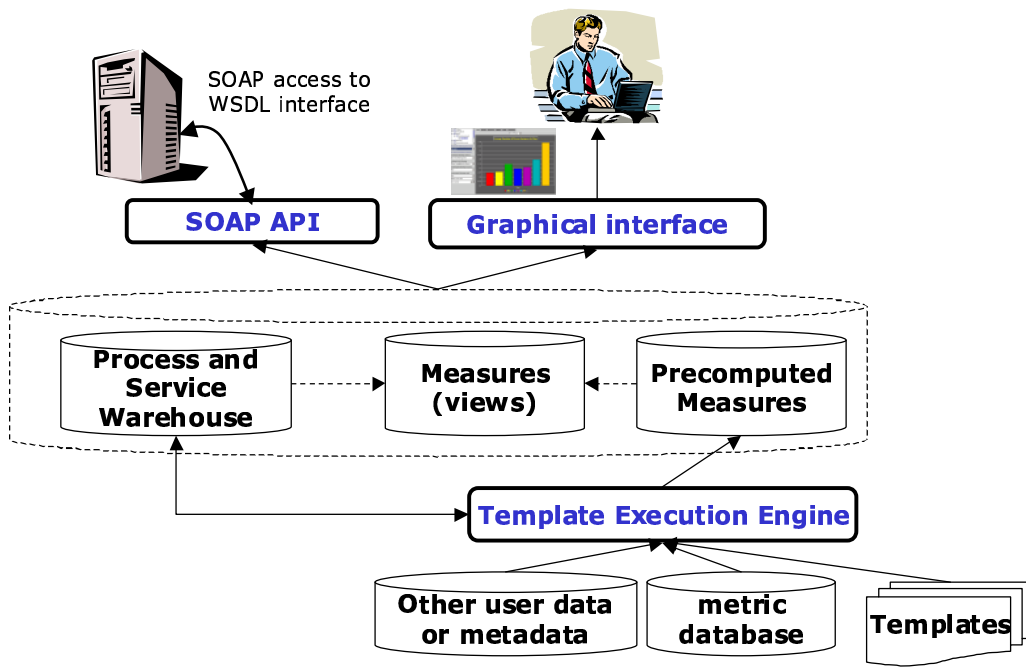 SOAP access to
WSDL interface
SOAP API
Graphical interface
Process and
Service
Warehouse
Measures
(views)
Precomputed
Measures
Template Execution Engine
Other user data
or metadata
metric
database
Templates